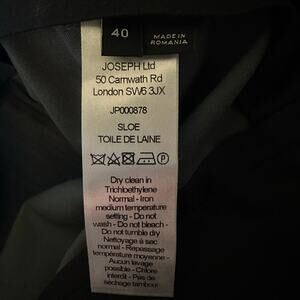 40
MADE IN
ROMANIA
JOSEPH Ltd
50 Carnwath Rd
London SW6 3JX
JP000878
SLOE
TOILE DE LAINE
Dry clean in
Trichloethylene
Normal - Iron
medium temperature
setting - Do not
wash - Do not bleach -
Do not tumble dry
Nettoyage à sec
normal - Repassage
température moyenne -
Aucun lavage
possible - Chlore
interdit - Pas de
séchage tambour